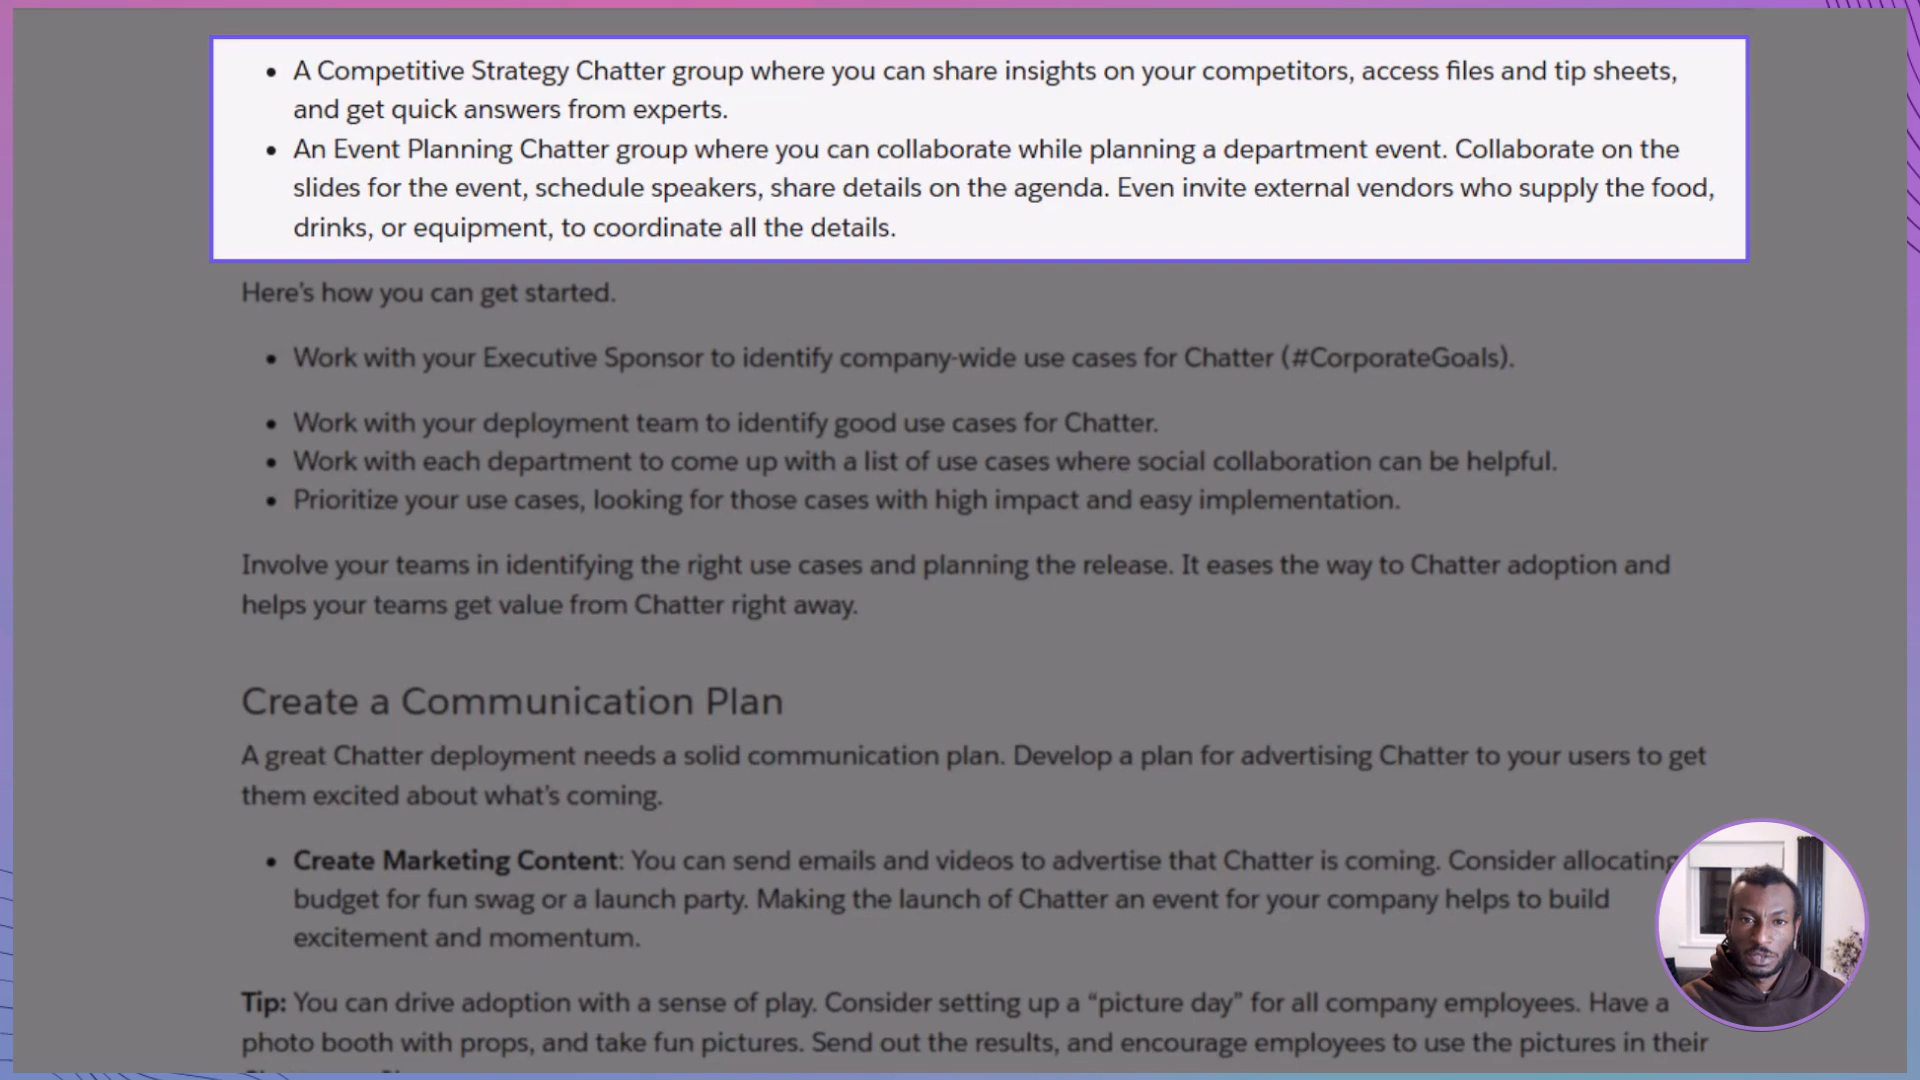 • A Competitive Strategy Chatter group where you can share insights on your competitors, access files and tip sheets,
and get quick answers from experts.
• An Event Planning Chatter group where you can collaborate while planning a department event. Collaborate on the
slides for the event, schedule speakers, share details on the agenda. Even invite external vendors who supply the food,
drinks, or equipment, to coordinate all the details.
Here's how you can get started.
• Work with your Executive Sponsor to identify company-wide use cases for Chatter (#CorporateGoals).
• Work with your deployment team to identify good use cases for Chatter.
• Work with each department to come up with a list of use cases where social collaboration can be helpful.
• Prioritize your use cases, looking for those cases with high impact and easy implementation.
Involve your teams in identifying the right use cases and planning the release. It eases the way to Chatter adoption and
helps your teams get value from Chatter right away.
Create a Communication Plan
A great Chatter deployment needs a solid communication plan. Develop a plan for advertising Chatter to your users to get
them excited about what's coming.
• Create Marketing Content: You can send emails and videos to advertise that Chatter is coming. Consider allocating
budget for fun swag or a launch party. Making the launch of Chatter an event for your company helps to build
excitement and momentum.
Tip: You can drive adoption with a sense of play. Consider setting up a “picture day” for all company employees. Have a
photo booth with props, and take fun pictures. Send out the results, and encourage employees to use the pictures in their